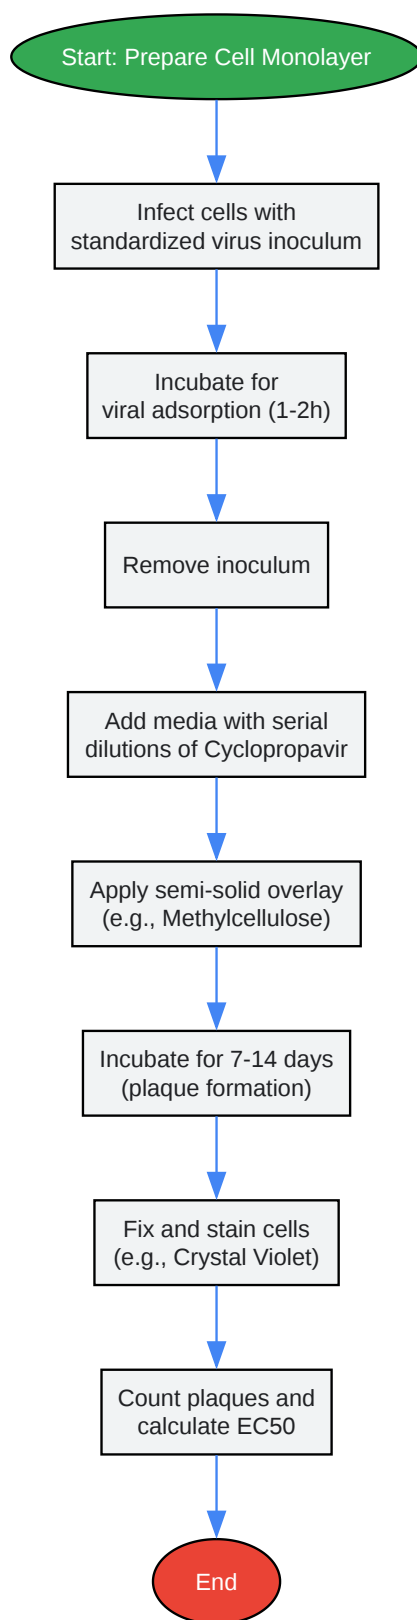 Start: Prepare Cell Monolayer
Infect cells with
standardized virus inoculum
Incubate for
viral adsorption (1-2h)
Remove inoculum
Add media with serial
dilutions of Cyclopropavir
Apply semi-solid overlay
(e.g., Methylcellulose)
Incubate for 7-14 days
(plaque formation)
Fix and stain cells
(e.g., Crystal Violet)
Count plaques and
calculate EC50
End